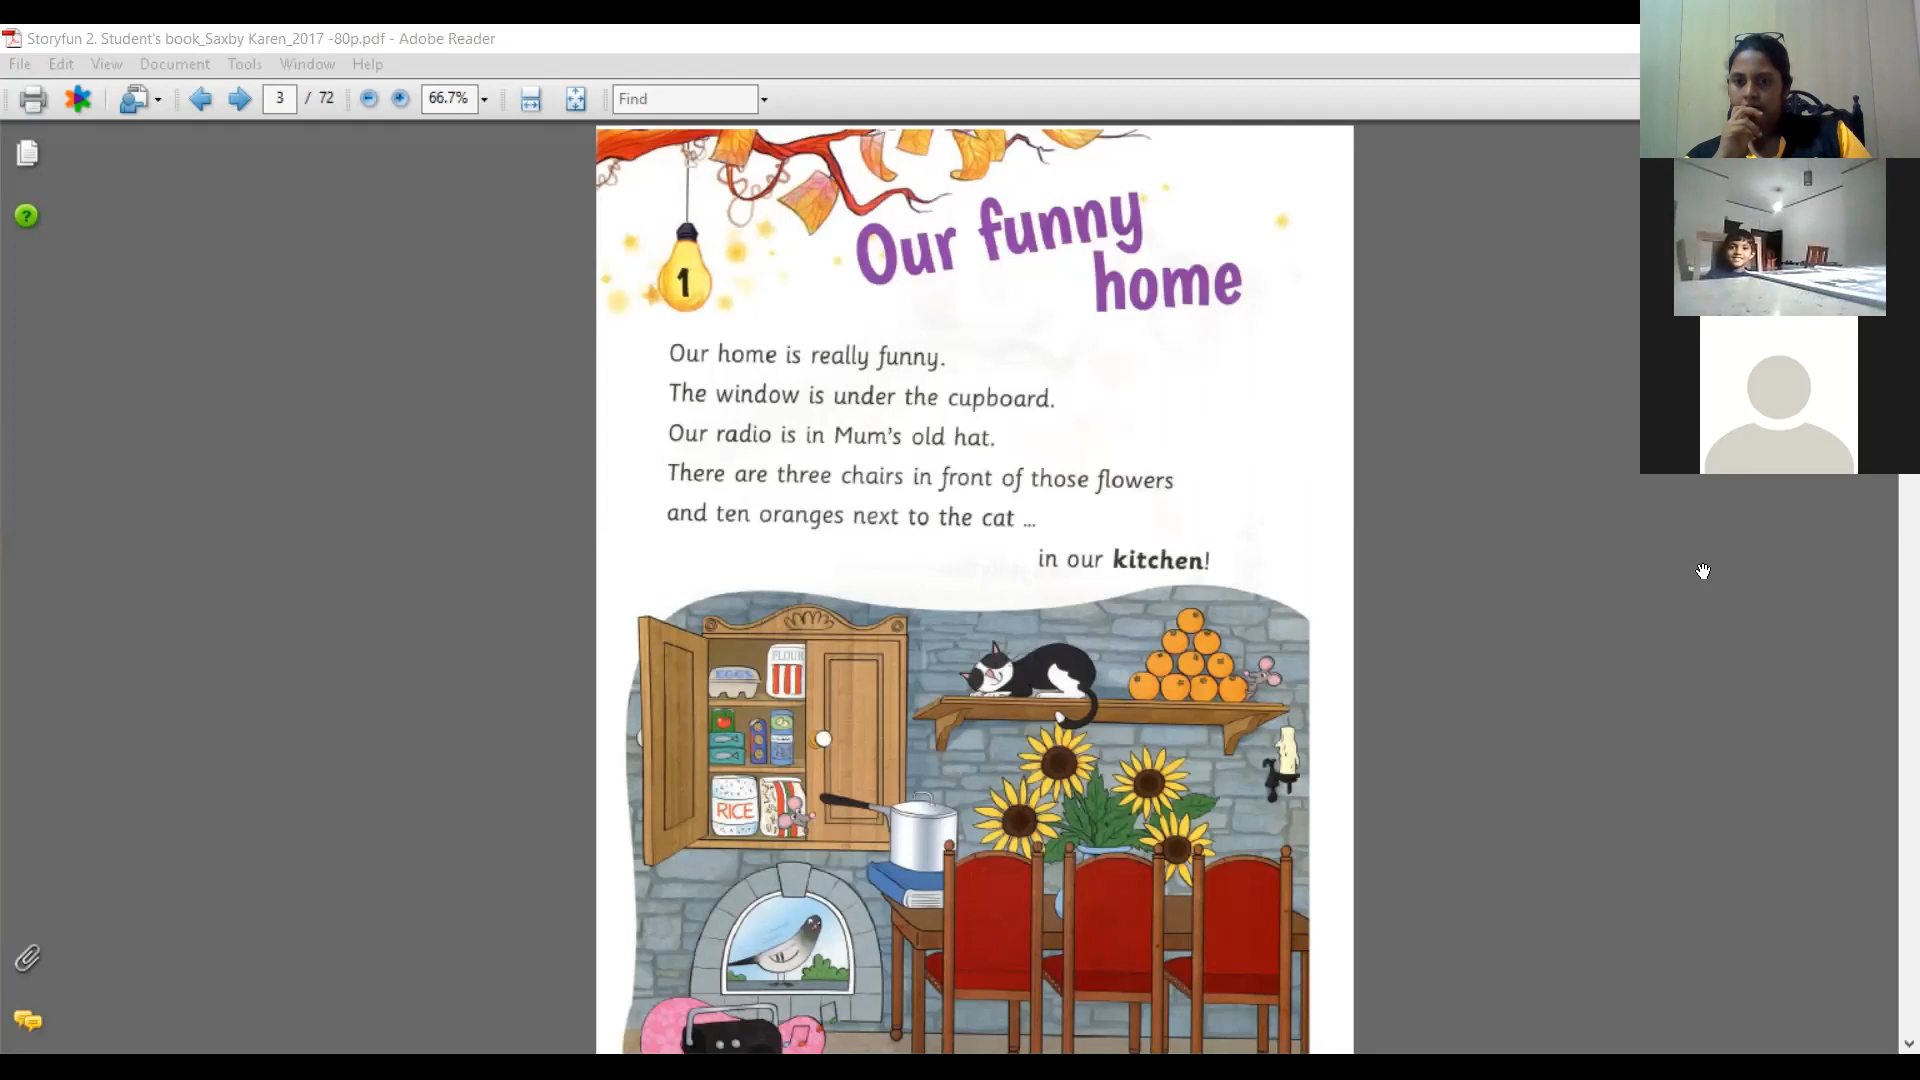 Storyfun 2. Student's book_Saxby Karen_2017 -80p.pdf - Adobe Reader
File Edit View Document Tools Window Help
3 / 72 66.7% Find
Our funny
home
1
Our home is really funny.
The window is under the cupboard.
Our radio is in Mum's old hat.
There are three chairs in front of those flowers
and ten oranges next to the cat ...
in our kitchen!
FLOUR
EGGS
RICE